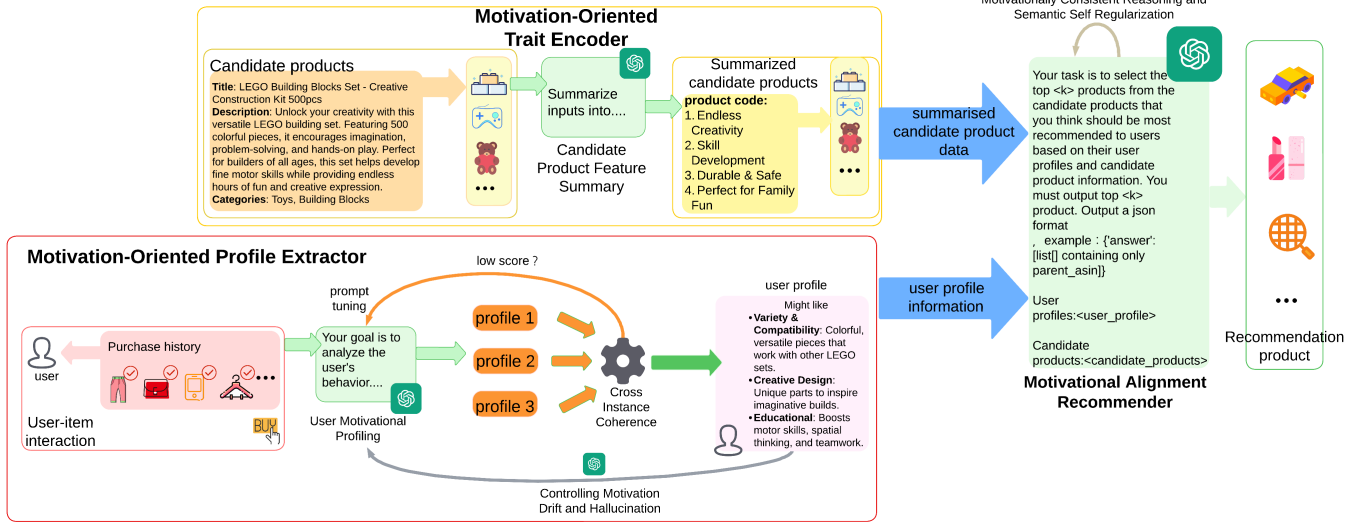 Motivation-Oriented
Trait Encoder
Candidate products
Title: LEGO Building Blocks Set - Creative
Construction Kit 500pcs
Description: Unlock your creativity with this
versatile LEGO building set. Featuring 500
colorful pieces, it encourages imagination,
problem-solving, and hands-on play. Perfect
for builders of all ages, this set helps develop
fine motor skills while providing endless
hours of fun and creative expression.
Categories: Toys, Building Blocks
Summarize
inputs into....
Candidate
Product Feature
Summary
Summarized
candidate products
product code:
1. Endless
Creativity
2. Skill
Development
3. Durable & Safe
4. Perfect for Family
Fun
summarised
candidate product
data
Motivation-Oriented Profile Extractor
user
Purchase history
User-item
interaction
BUY
prompt
tuning
Your goal is to
analyze the
user's
behavior....
User Motivational
Profiling
low score ?
profile 1
profile 2
profile 3
Cross
Instance
Coherence
user profile
Might like
•Variety &
Compatibility: Colorful,
versatile pieces that
work with other LEGO
sets.
•Creative Design:
Unique parts to inspire
imaginative builds.
•Educational: Boosts
motor skills, spatial
thinking, and teamwork.
Controlling Motivation
Drift and Hallucination
user profile
information
Motivationally Consistent Reasoning and
Semantic Self Regularization
Your task is to select the
top <k> products from the
candidate products that
you think should be most
recommended to users
based on their user
profiles and candidate
product information. You
must output top <k>
product. Output a json
format
, example : {'answer':
[list[] containing only
parent_asin]}
User
profiles:<user_profile>
Candidate
products:<candidate_products>
Motivational Alignment
Recommender
Recommendation
product